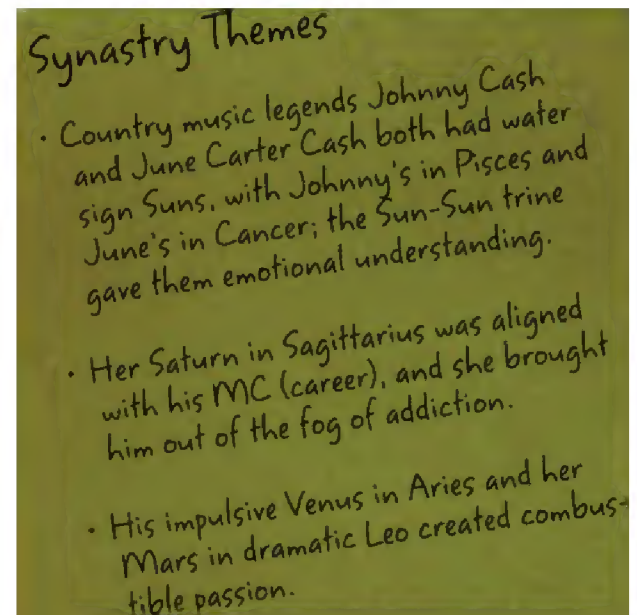 Synastry Themes
· Country music legends Johnny Cash
and June Carter Cash both had water
sign Suns, with Johnny's in Pisces and
June's in Cancer; the Sun-Sun trine
gave them emotional understanding.
· Her Saturn in Sagittarius was aligned
with his MC (career), and she brought
him out of the fog of addiction.
· His impulsive Venus in Aries and her
Mars in dramatic Leo created combus-
tible passion.